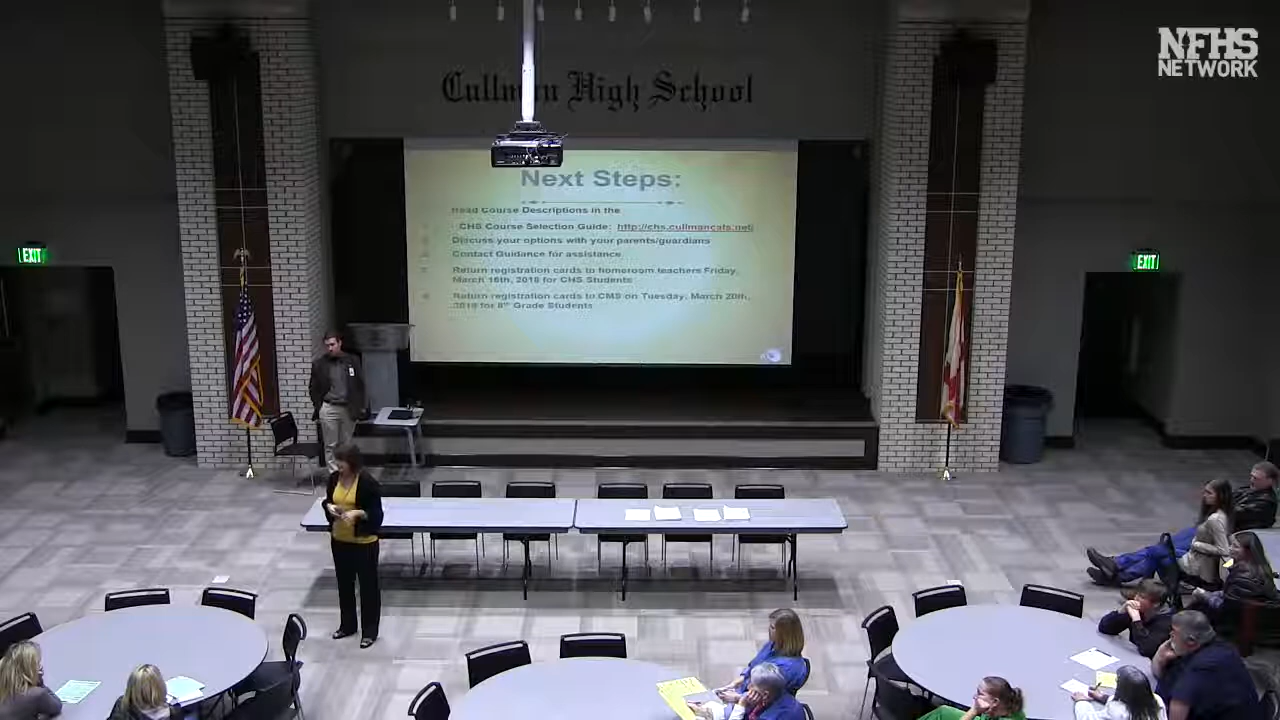 NFHS
NETWORK
Cullman High School
Next Steps:
Read Course Descriptions in the
CHS Course Selection Guide: http://chs.cullmancats.net/
Discuss your options with your parents/guardians
Contact Guidance for assistance
Return registration cards to homeroom teachers Friday,
March 16th, 2018 for CHS Students
Return registration cards to CMS on Tuesday, March 20th,
2018 for 8th Grade Students
EXIT
EXIT